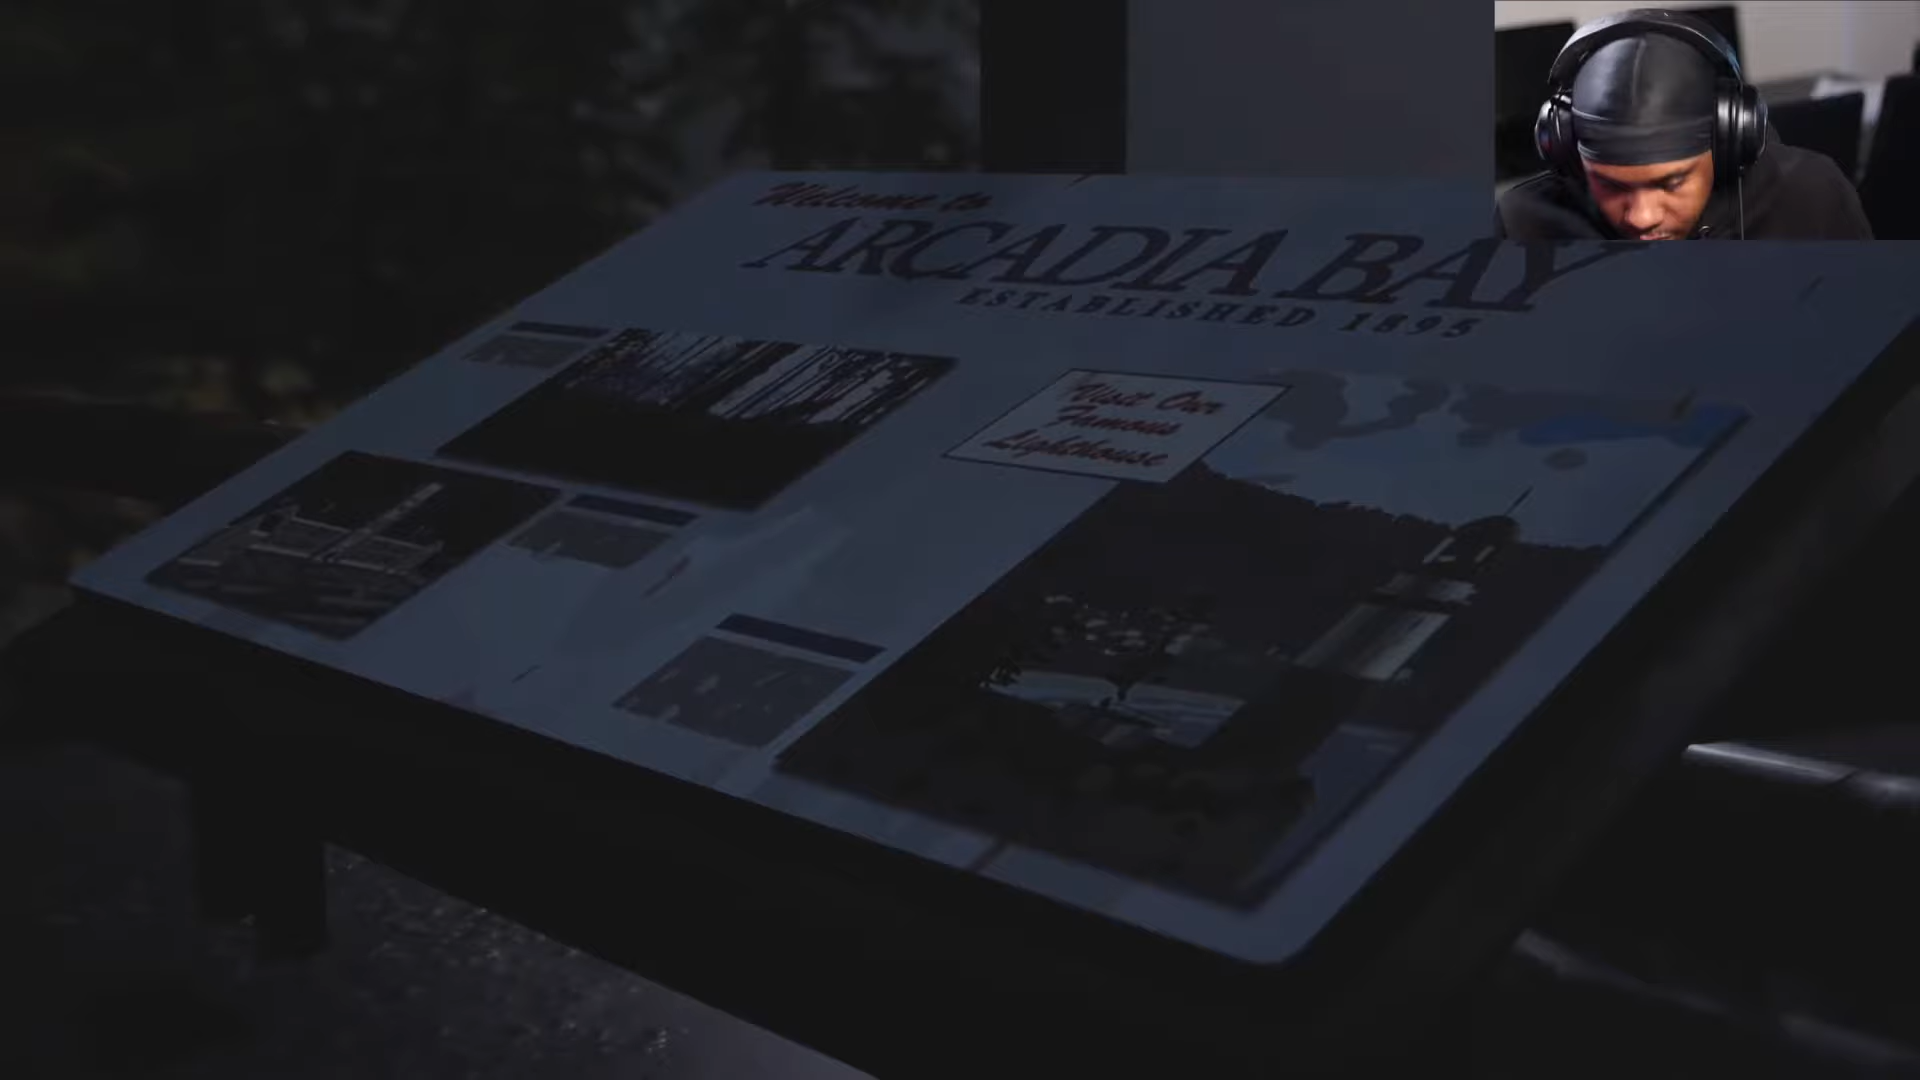 Welcome to
ARCADIA BAY
ESTABLISHED 1895
Visit Our
Famous
Lighthouse